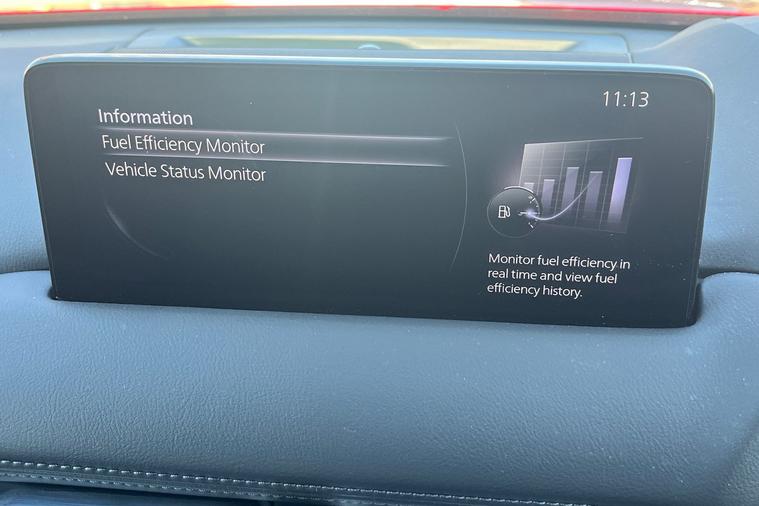 11:13
Information
Fuel Efficiency Monitor
Vehicle Status Monitor
Monitor fuel efficiency in
real time and view fuel
efficiency history.